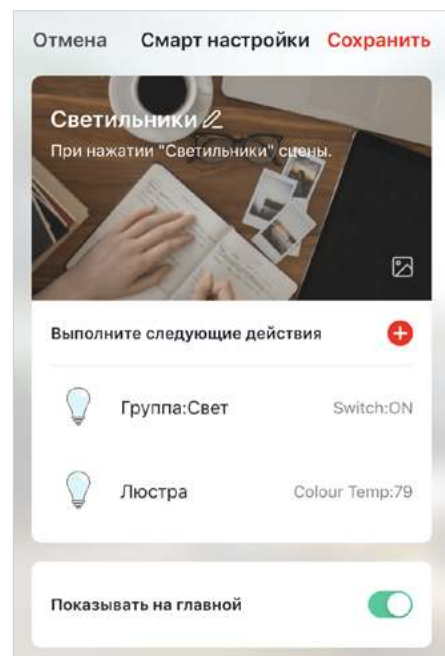 Отмена Смарт настройки Сохранить
Светильники
При нажатии "Светильники" сцены.
Выполните следующие действия
Группа:Свет Switch:ON
Люстра Colour Temp:79
Показывать на главной